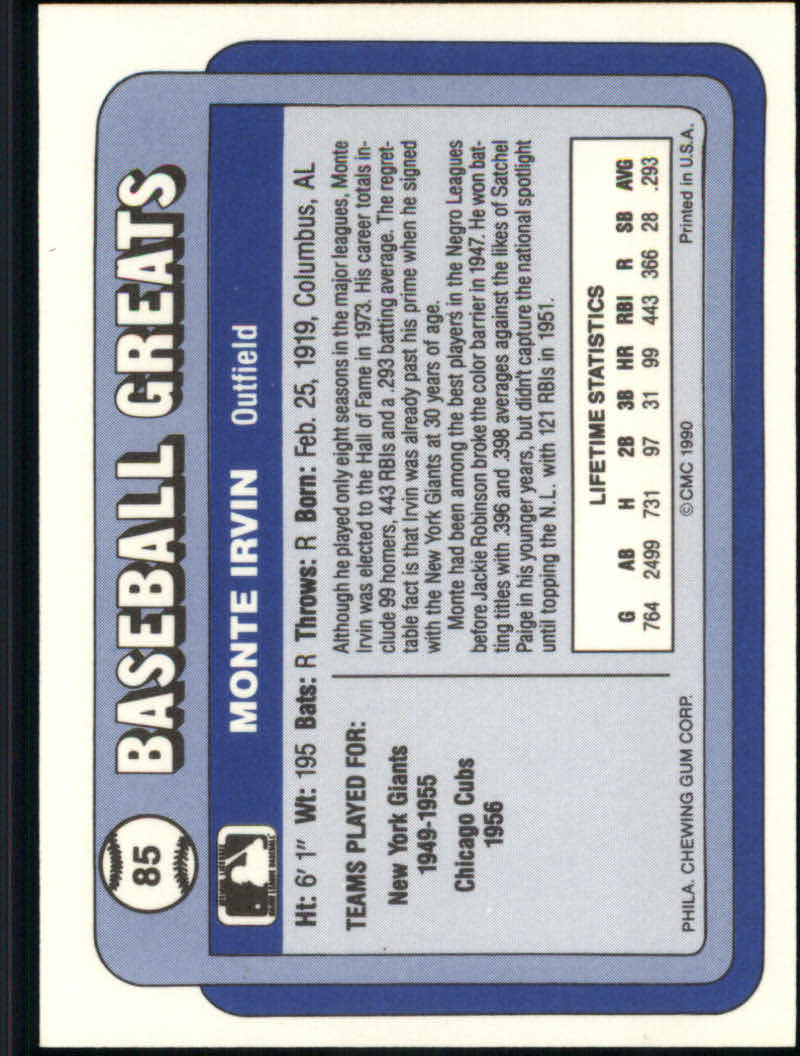 85
BASEBALL GREATS
MONTE IRVIN Outfield
Ht: 6' 1" Wt: 195 Bats: R Throws: R Born: Feb. 25, 1919, Columbus, AL
TEAMS PLAYED FOR:
New York Giants
1949-1955
Chicago Cubs
1956
Although he played only eight seasons in the major leagues, Monte
Irvin was elected to the Hall of Fame in 1973. His career totals in-
clude 99 homers, 443 RBIs and a .293 batting average. The regret-
table fact is that Irvin was already past his prime when he signed
with the New York Giants at 30 years of age.
Monte had been among the best players in the Negro Leagues
before Jackie Robinson broke the color barrier in 1947. He won bat-
ting titles with .396 and .398 averages against the likes of Satchel
Paige in his younger years, but didn't capture the national spotlight
until topping the N.L. with 121 RBIs in 1951.
LIFETIME STATISTICS
G AB H 2B 3B HR RBI R SB AVG
764 2499 731 97 31 99 443 366 28 .293
PHILA. CHEWING GUM CORP. ©CMC 1990 Printed in U.S.A.